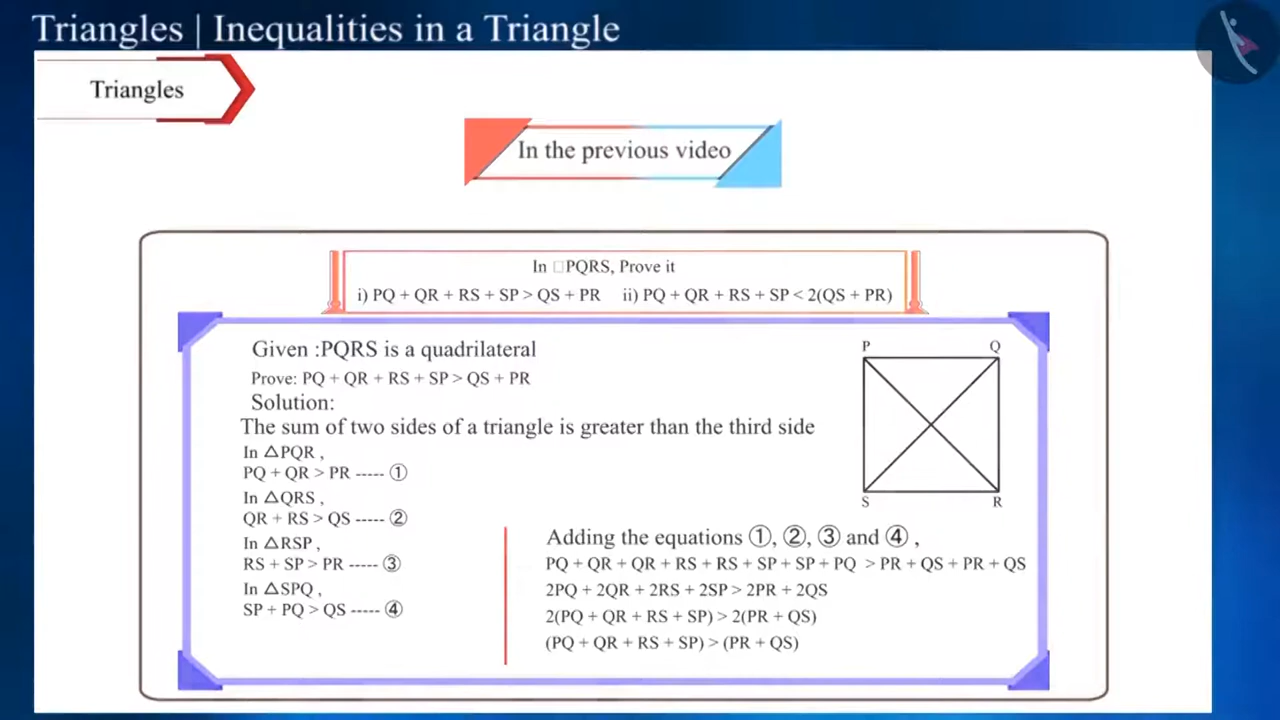 Triangles | Inequalities in a Triangle
Triangles
In the previous video
In □PQRS, Prove it
i) PQ + QR + RS + SP > QS + PR ii) PQ + QR + RS + SP < 2(QS + PR)
Given :PQRS is a quadrilateral
Prove: PQ + QR + RS + SP > QS + PR
Solution:
The sum of two sides of a triangle is greater than the third side
In △PQR ,
PQ + QR > PR ----- ①
In △QRS ,
QR + RS > QS ----- ②
In △RSP ,
RS + SP > PR ----- ③
In △SPQ ,
SP + PQ > QS ----- ④
P Q
S R
Adding the equations ①, ②, ③ and ④ ,
PQ + QR + QR + RS + RS + SP + SP + PQ > PR + QS + PR + QS
2PQ + 2QR + 2RS + 2SP > 2PR + 2QS
2(PQ + QR + RS + SP) > 2(PR + QS)
(PQ + QR + RS + SP) > (PR + QS)